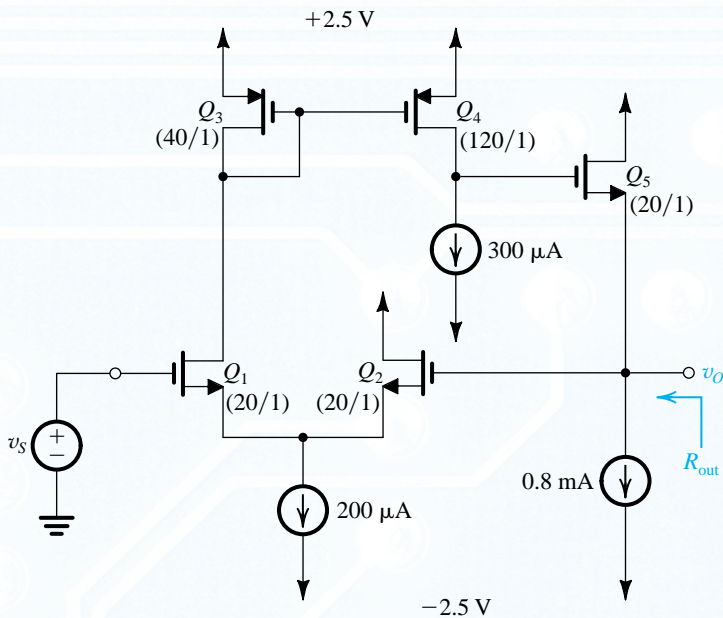 +2.5 V
Q3
(40/1)
Q4
(120/1)
Q5
(20/1)
300 μA
Q1
(20/1)
Q2
(20/1)
vO
vS
Rout
0.8 mA
200 μA
−2.5 V